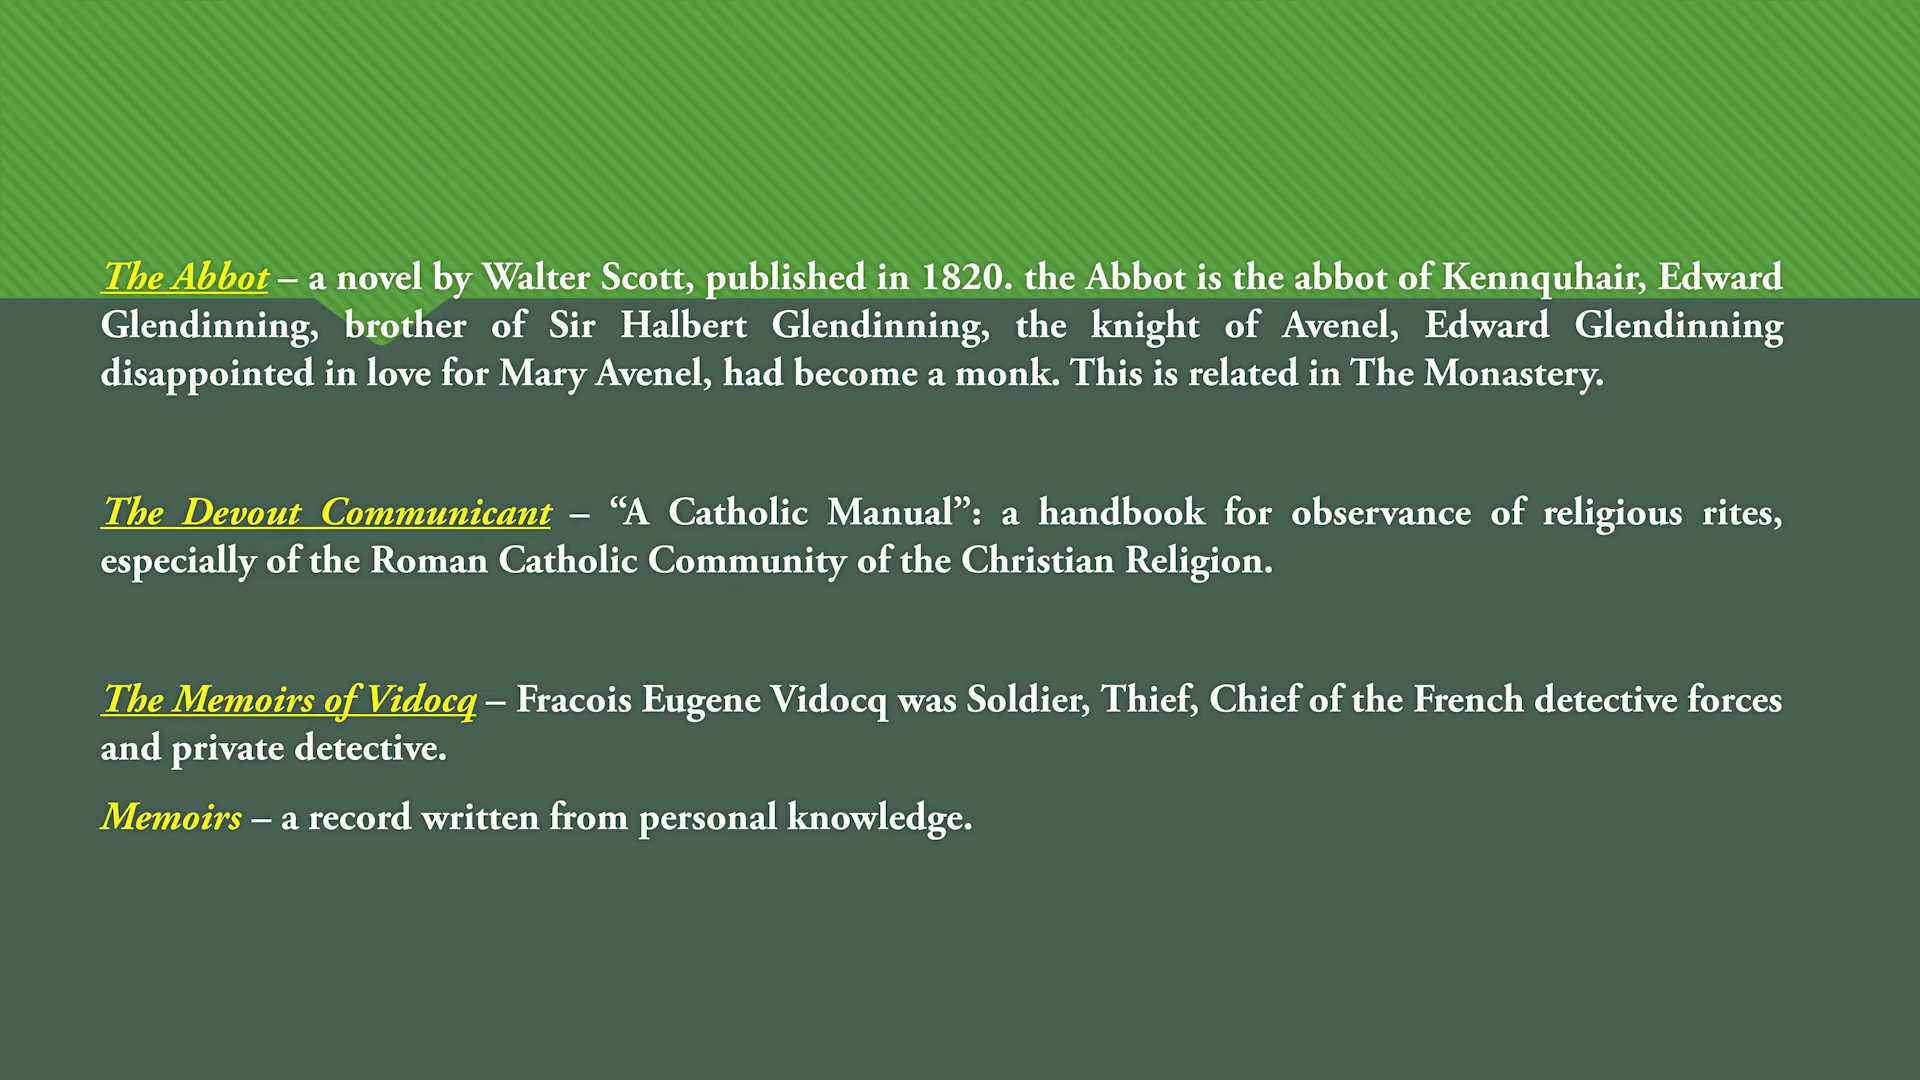 The Abbot – a novel by Walter Scott, published in 1820. the Abbot is the abbot of Kennquhair, Edward
Glendinning, brother of Sir Halbert Glendinning, the knight of Avenel, Edward Glendinning
disappointed in love for Mary Avenel, had become a monk. This is related in The Monastery.
The Devout Communicant – “A Catholic Manual”: a handbook for observance of religious rites,
especially of the Roman Catholic Community of the Christian Religion.
The Memoirs of Vidocq – Fracois Eugene Vidocq was Soldier, Thief, Chief of the French detective forces
and private detective.
Memoirs – a record written from personal knowledge.